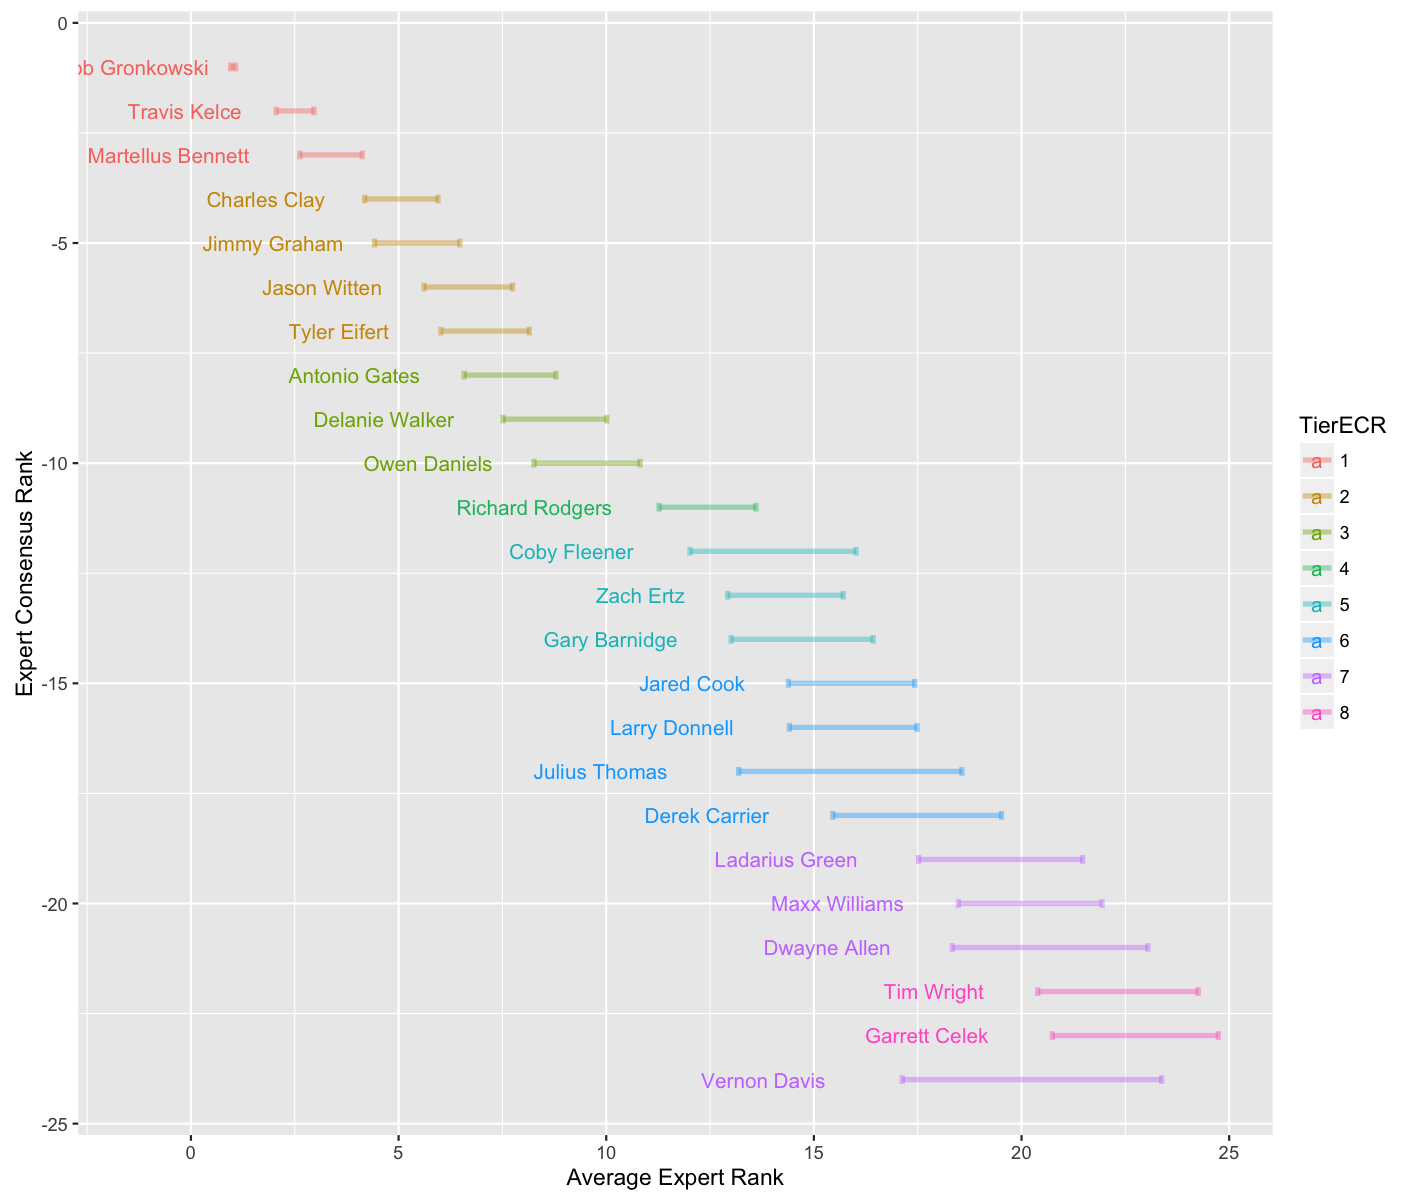 0
ob Gronkowski
Travis Kelce
Martellus Bennett
Charles Clay
-5
Jimmy Graham
Jason Witten
Tyler Eifert
Antonio Gates
Delanie Walker
-10
Owen Daniels
Richard Rodgers
Coby Fleener
Zach Ertz
Gary Barnidge
-15
Jared Cook
Larry Donnell
Julius Thomas
Derek Carrier
Ladarius Green
-20
Maxx Williams
Dwayne Allen
Tim Wright
Garrett Celek
Vernon Davis
-25
0 5 10 15 20 25
Average Expert Rank
Expert Consensus Rank
TierECR
a 1
a 2
a 3
a 4
a 5
a 6
a 7
a 8